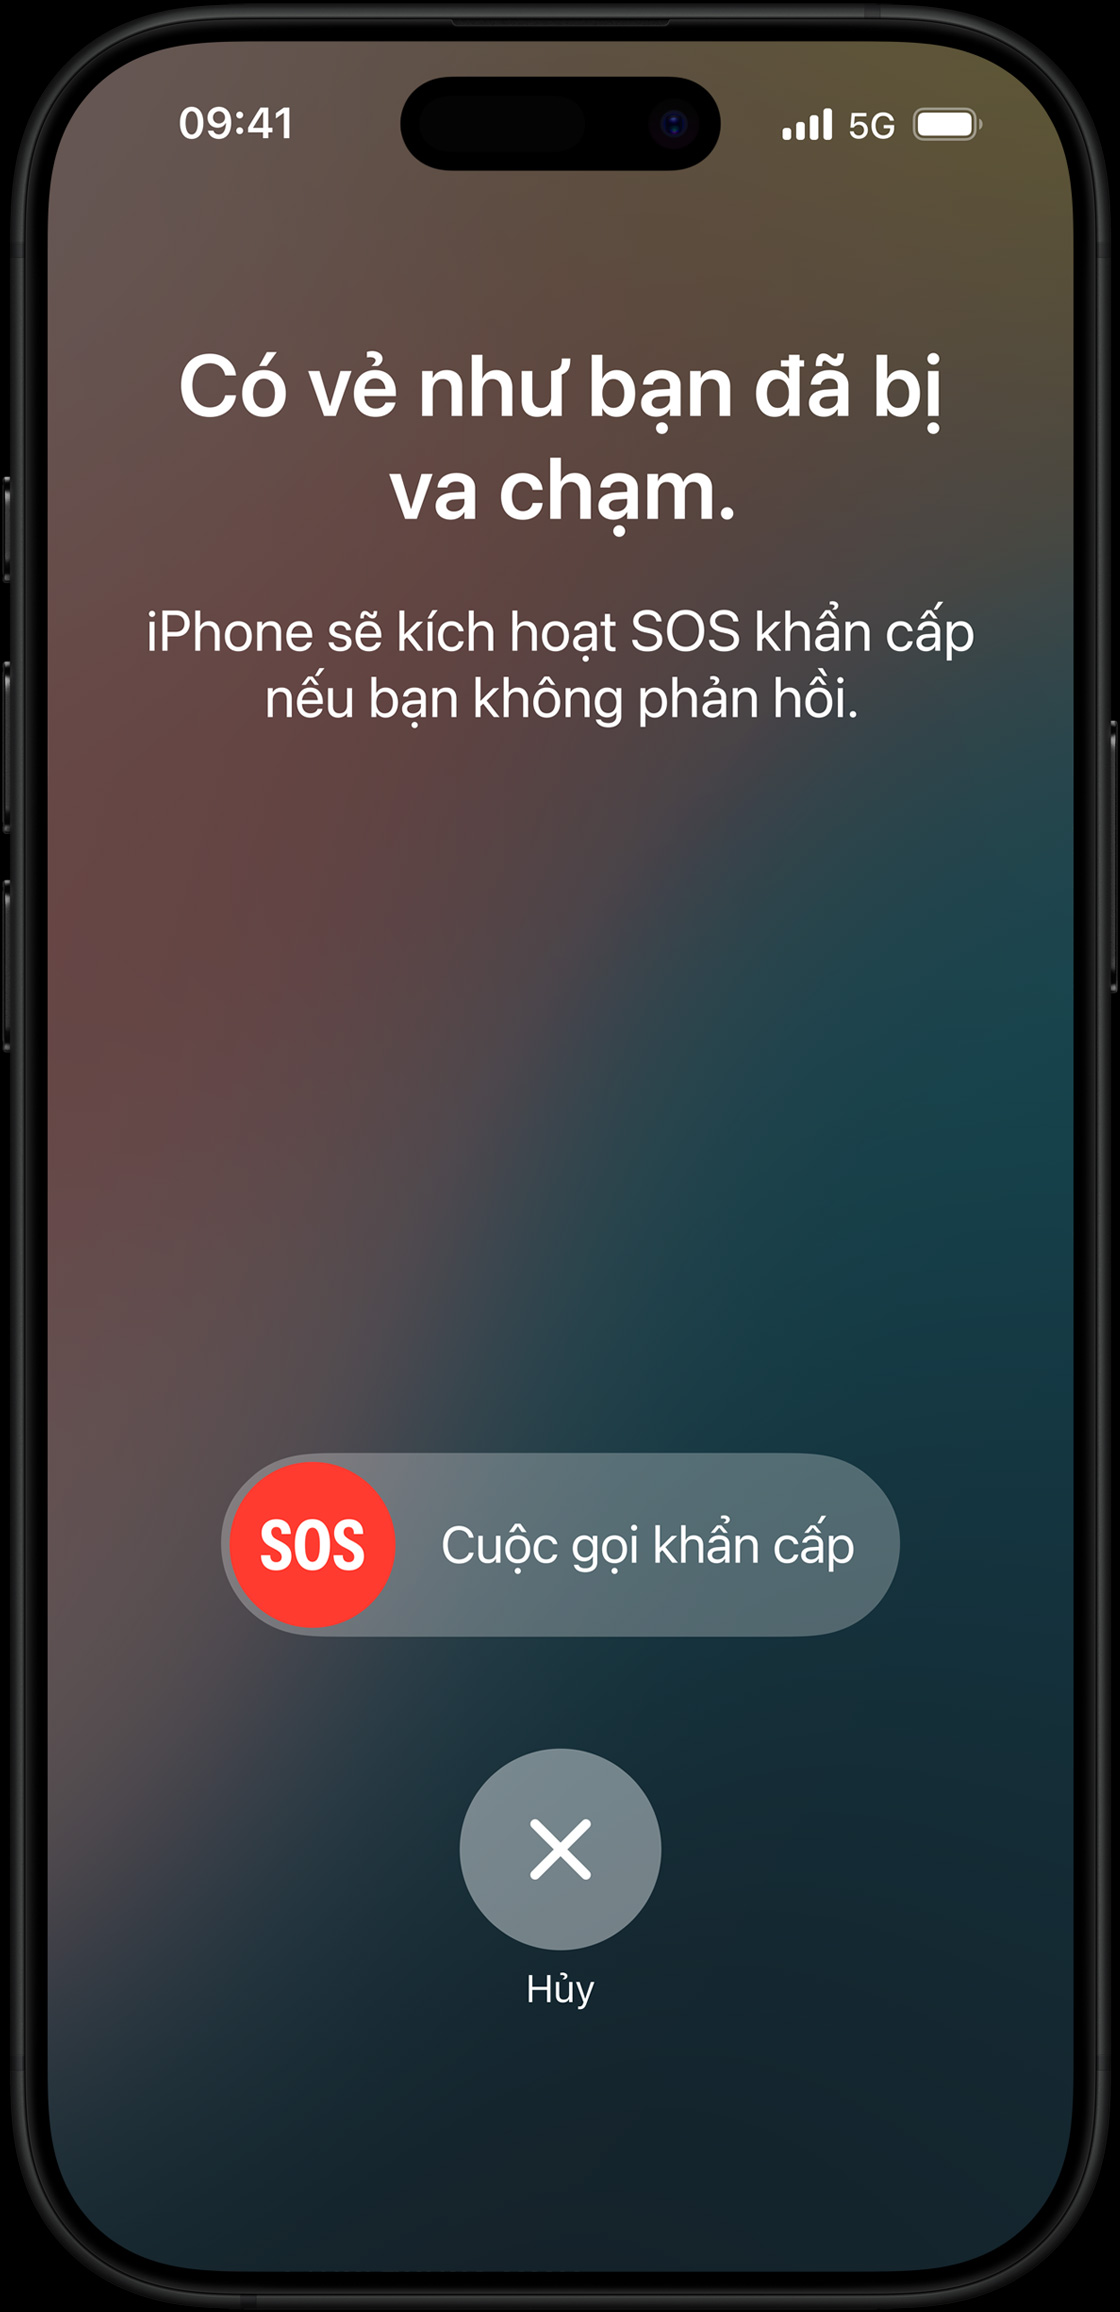 09:41
5G
Có vẻ như bạn đã bị
va chạm.
iPhone sẽ kích hoạt SOS khẩn cấp
nếu bạn không phản hồi.
SOS
Cuộc gọi khẩn cấp
Hủy